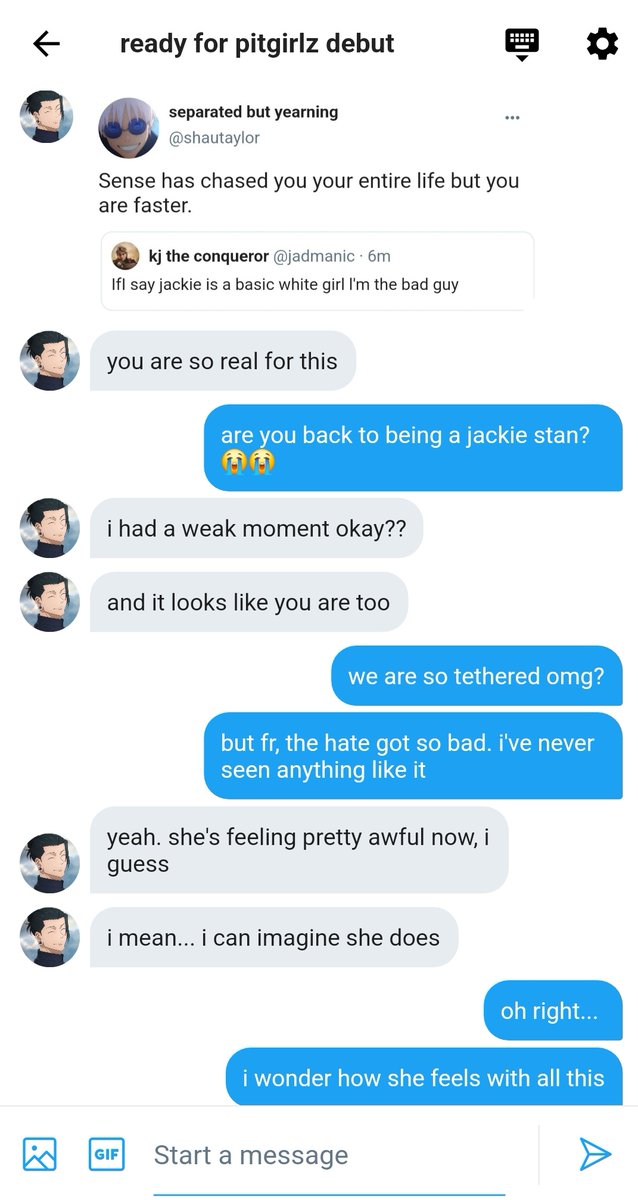 ready for pitgirlz debut
separated but yearning
@shautaylor
Sense has chased you your entire life but you
are faster.
kj the conqueror @jadmanic · 6m
IfI say jackie is a basic white girl I'm the bad guy
you are so real for this
are you back to being a jackie stan?
😭😭
i had a weak moment okay??
and it looks like you are too
we are so tethered omg?
but fr, the hate got so bad. i've never
seen anything like it
yeah. she's feeling pretty awful now, i
guess
i mean... i can imagine she does
oh right...
i wonder how she feels with all this
GIF
Start a message